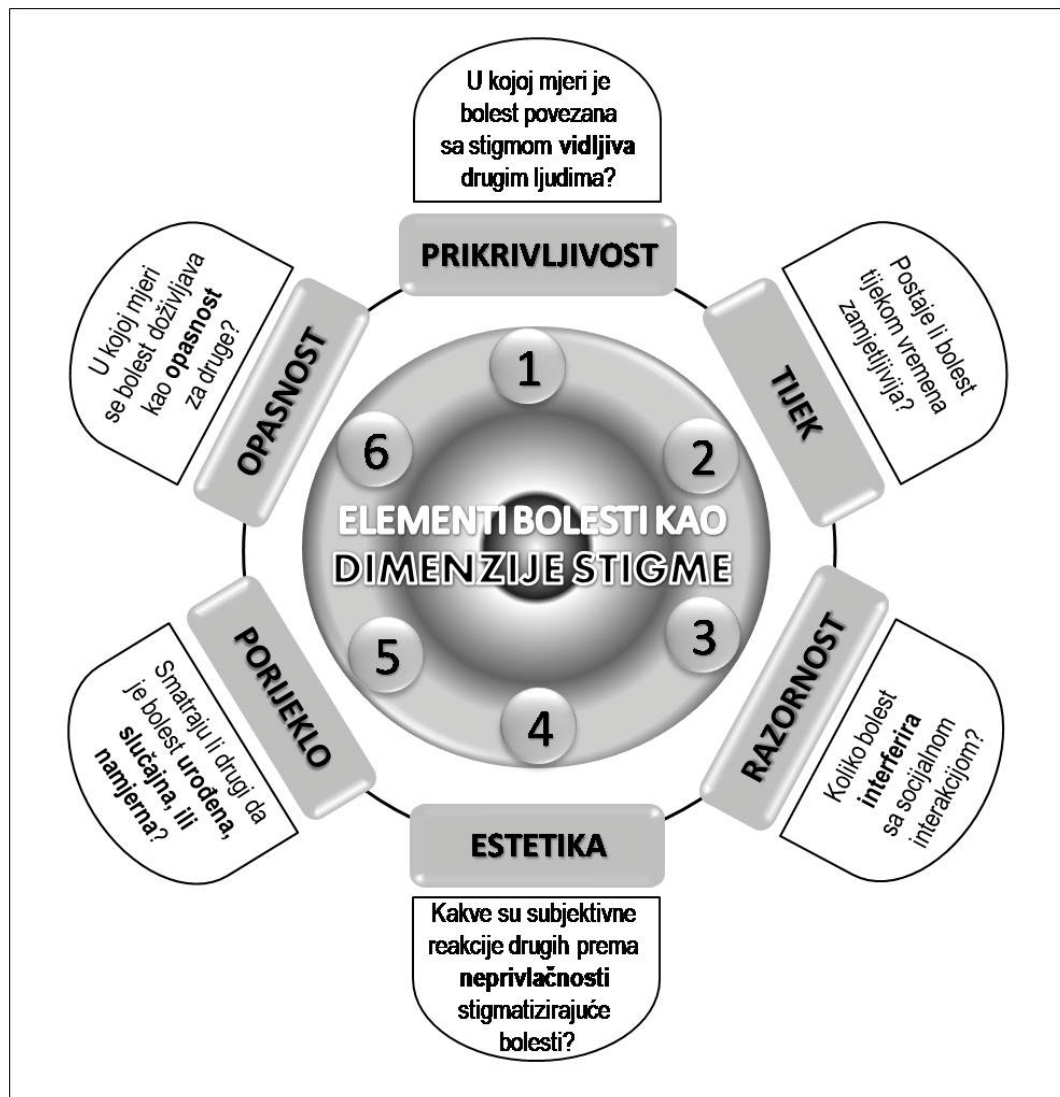 U kojoj mjeri je
bolest povezana
sa stigmom vidljiva
drugim ljudima?
PRIKRIVLJIVOST
Postaje li bolest
tijekom vremena
zamjetljivija?
TIJEK
Koliko bolest
interferira
sa socijalnom
interakcijom?
RAZORNOST
ESTETIKA
Kakve su subjektivne
reakcije drugih prema
neprivlačnosti
stigmatizirajuće
bolesti?
Smatraju li drugi da
je bolest urođena,
slučajna, ili
namjerna?
PORIJEKLO
U kojoj mjeri
se bolest doživljava
kao opasnost
za druge?
OPASNOST
1
2
3
4
5
6
ELEMENTI BOLESTI KAO
DIMENZIJE STIGME